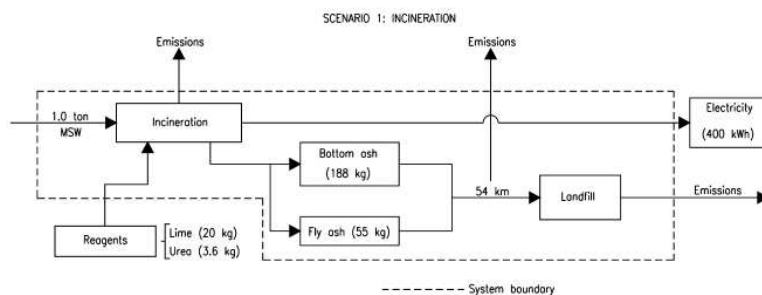 SCENARIO 1: INCINERATION
Emissions
Emissions
1.0 ton
MSW
Incineration
Electricity
(400 kWh)
Bottom ash
(188 kg)
54 km
Landfill
Emissions
Reagents
Lime (20 kg)
Urea (3.6 kg)
Fly ash (55 kg)
System boundary